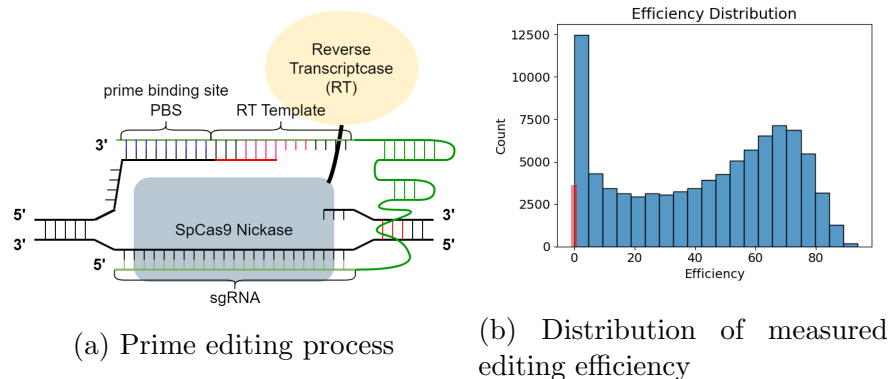 Reverse
Transcriptcase
(RT)
prime binding site
PBS
RT Template
3'
5'
3'
SpCas9 Nickase
3'
5'
5'
sgRNA
(a) Prime editing process
Efficiency Distribution
Count
12500
10000
7500
5000
2500
0
0 20 40 60 80
Efficiency
(b) Distribution of measured
editing efficiency